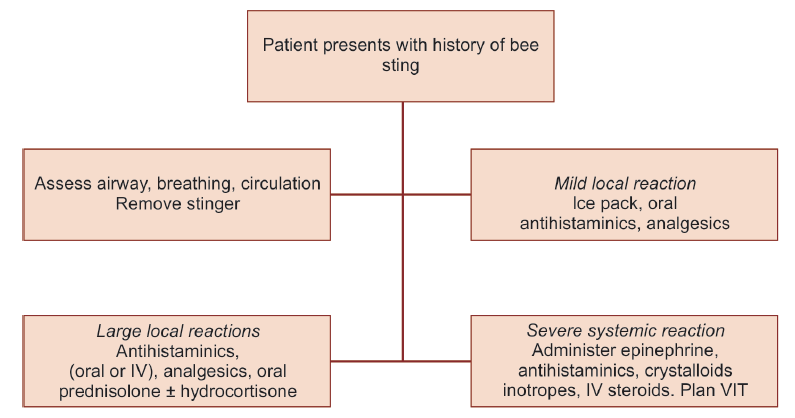 Patient presents with history of bee
sting
Assess airway, breathing, circulation
Remove stinger
Mild local reaction
Ice pack, oral
antihistaminics, analgesics
Large local reactions
Antihistaminics,
(oral or IV), analgesics, oral
prednisolone ± hydrocortisone
Severe systemic reaction
Administer epinephrine,
antihistaminics, crystalloids
inotropes, IV steroids. Plan VIT